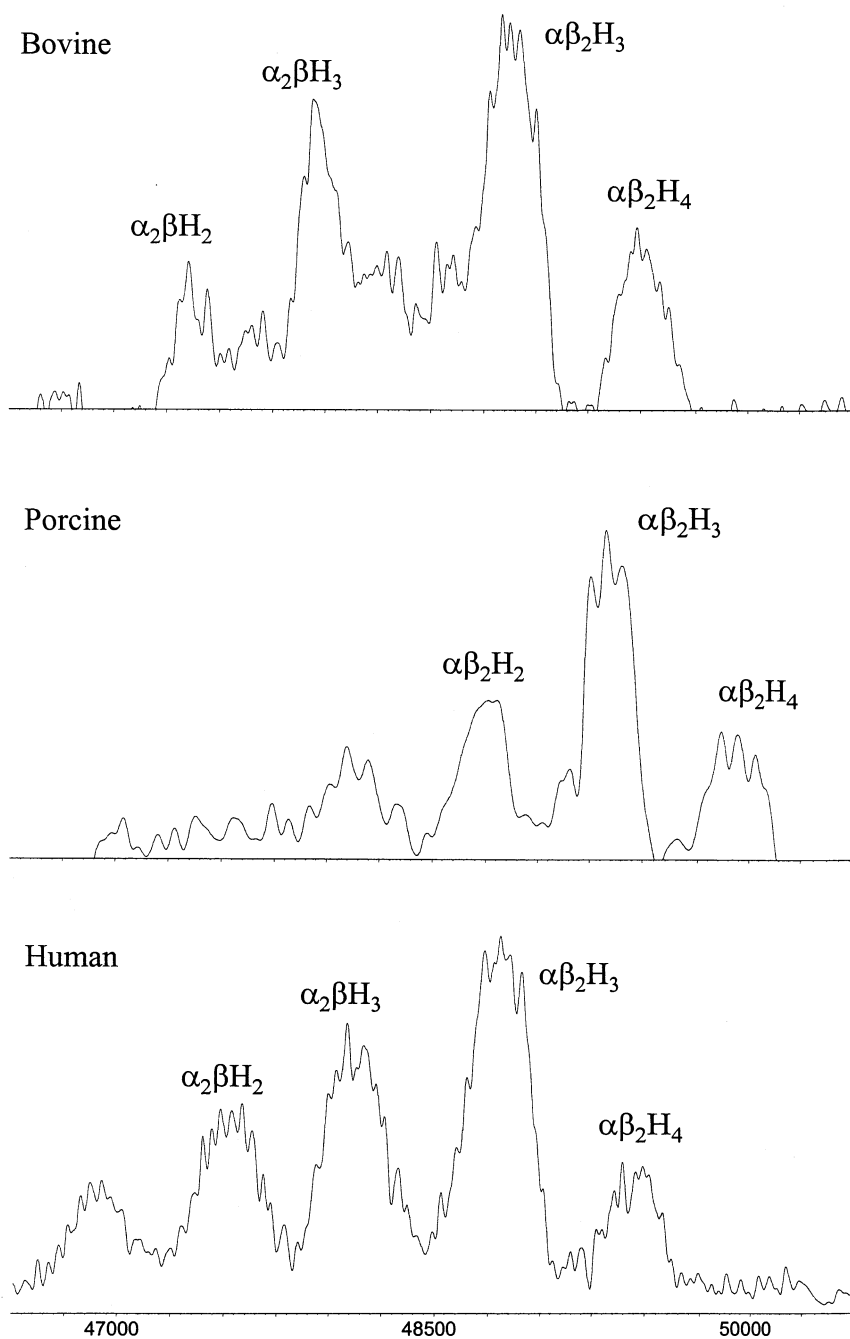 Bovine
αβ₂H₃
α₂βH₃
αβ₂H₄
α₂βH₂
Porcine
αβ₂H₃
αβ₂H₂
αβ₂H₄
Human
αβ₂H₃
α₂βH₃
α₂βH₂
αβ₂H₄
47000 48500 50000